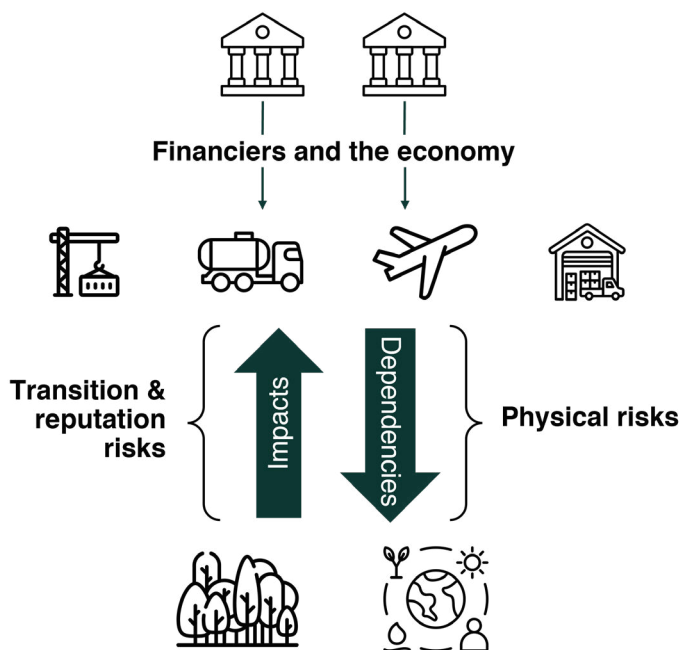 Financiers and the economy
Transition &
reputation
risks
Impacts
Dependencies
Physical risks